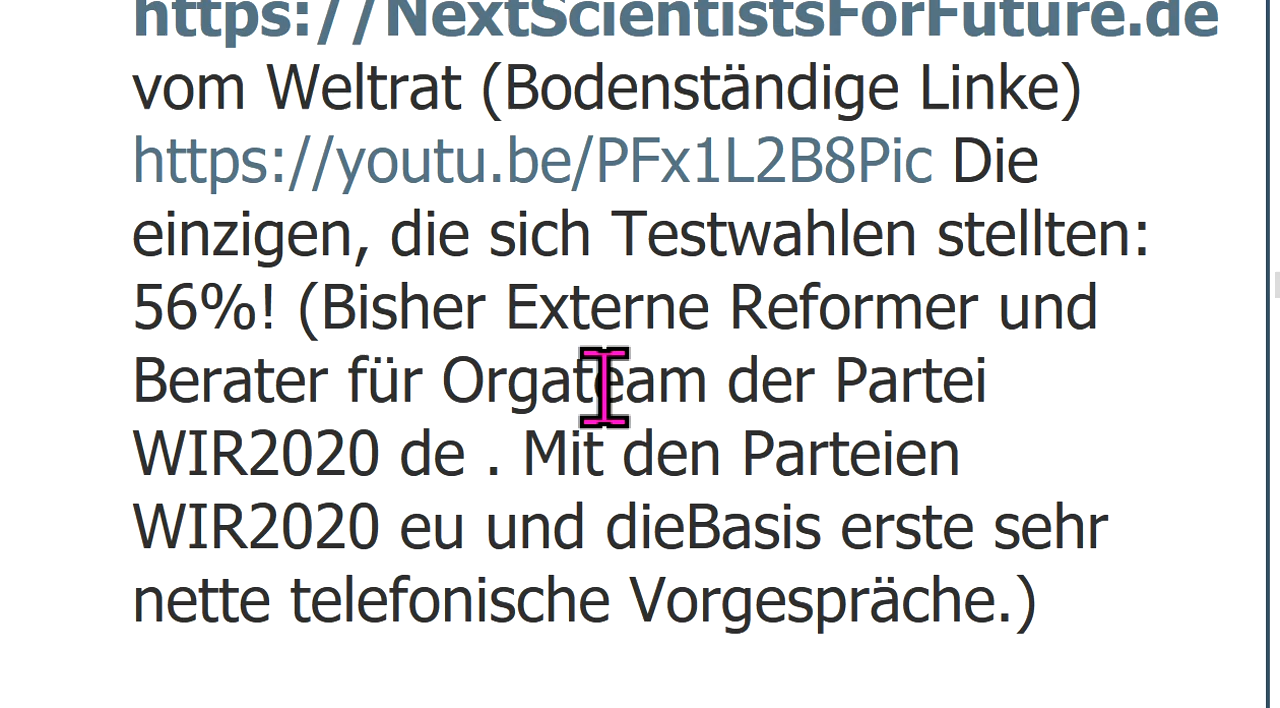 https://NextScientistsForFuture.de
vom Weltrat (Bodenständige Linke)
https://youtu.be/PFx1L2B8Pic Die
einzigen, die sich Testwahlen stellten:
56%! (Bisher Externe Reformer und
Berater für Orgateam der Partei
WIR2020 de . Mit den Parteien
WIR2020 eu und dieBasis erste sehr
nette telefonische Vorgespräche.)